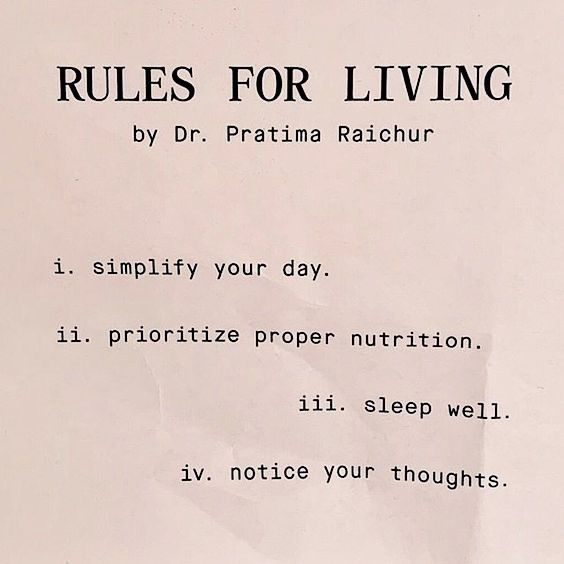 RULES FOR LIVING
by Dr. Pratima Raichur
i. simplify your day.
ii. prioritize proper nutrition.
iii. sleep well.
iv. notice your thoughts.